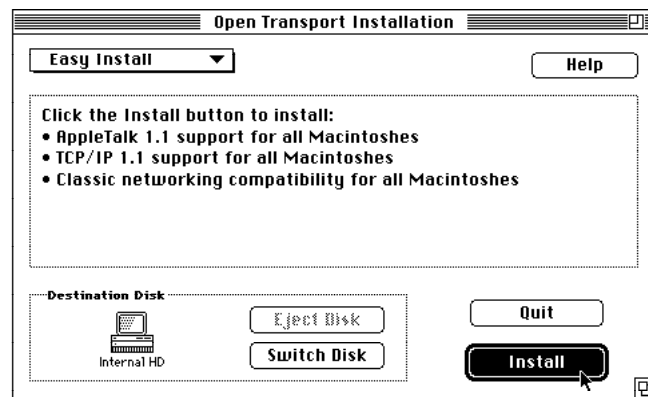 Open Transport Installation
Easy Install
Help
Click the Install button to install:
• AppleTalk 1.1 support for all Macintoshes
• TCP/IP 1.1 support for all Macintoshes
• Classic networking compatibility for all Macintoshes
Destination Disk
Internal HD
Eject Disk
Switch Disk
Quit
Install